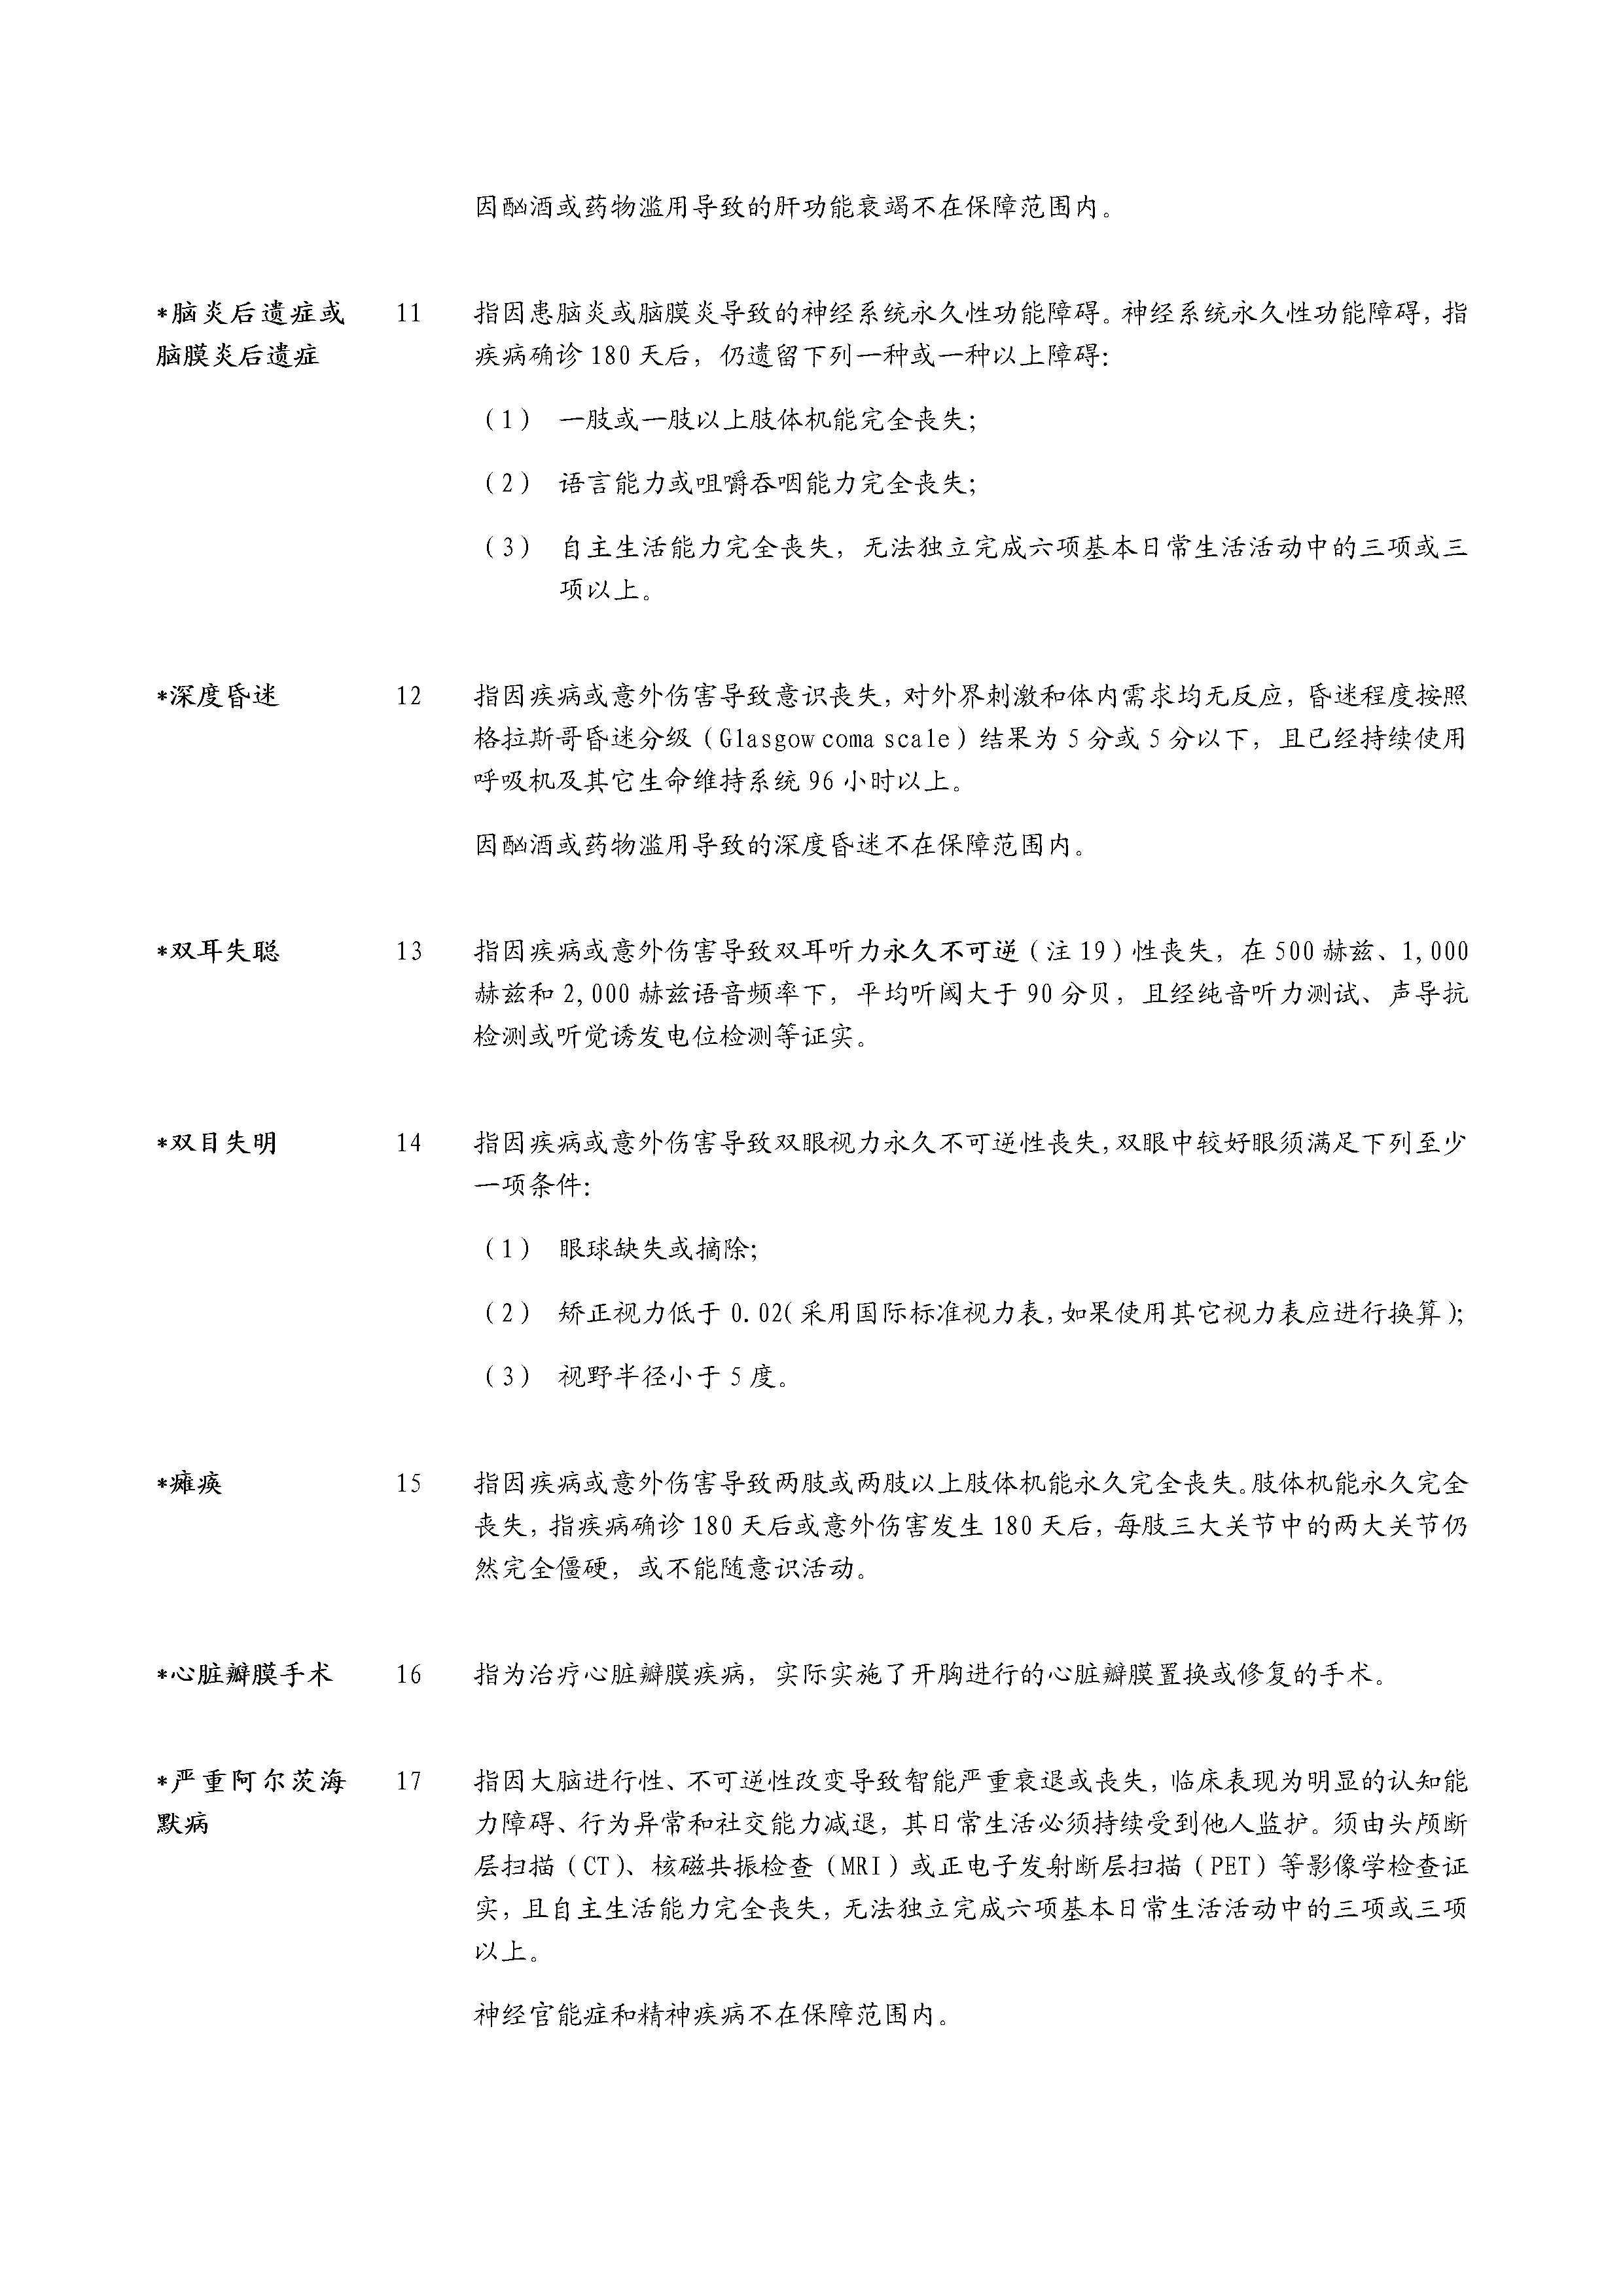 因酗酒或药物滥用导致的肝功能衰竭不在保障范围内。
*脑炎后遗症或 11 指因患脑炎或脑膜炎导致的神经系统永久性功能障碍。神经系统永久性功能障碍，指
脑膜炎后遗症 疾病确诊 180 天后，仍遗留下列一种或一种以上障碍：
（1） 一肢或一肢以上肢体机能完全丧失；
（2） 语言能力或咀嚼吞咽能力完全丧失；
（3） 自主生活能力完全丧失，无法独立完成六项基本日常生活活动中的三项或三
项以上。
*深度昏迷 12 指因疾病或意外伤害导致意识丧失，对外界刺激和体内需求均无反应，昏迷程度按照
格拉斯哥昏迷分级（Glasgow coma scale）结果为 5 分或 5 分以下，且已经持续使用
呼吸机及其它生命维持系统 96 小时以上。
因酗酒或药物滥用导致的深度昏迷不在保障范围内。
*双耳失聪 13 指因疾病或意外伤害导致双耳听力永久不可逆（注 19）性丧失，在 500 赫兹、1,000
赫兹和 2,000 赫兹语音频率下，平均听阈大于 90 分贝，且经纯音听力测试、声导抗
检测或听觉诱发电位检测等证实。
*双目失明 14 指因疾病或意外伤害导致双眼视力永久不可逆性丧失，双眼中较好眼须满足下列至少
一项条件：
（1） 眼球缺失或摘除；
（2） 矫正视力低于 0.02（采用国际标准视力表，如果使用其它视力表应进行换算）；
（3） 视野半径小于 5 度。
*瘫痪 15 指因疾病或意外伤害导致两肢或两肢以上肢体机能永久完全丧失。肢体机能永久完全
丧失，指疾病确诊 180 天后或意外伤害发生 180 天后，每肢三大关节中的两大关节仍
然完全僵硬，或不能随意识活动。
*心脏瓣膜手术 16 指为治疗心脏瓣膜疾病，实际实施了开胸进行的心脏瓣膜置换或修复的手术。
*严重阿尔茨海 17 指因大脑进行性、不可逆性改变导致智能严重衰退或丧失，临床表现为明显的认知能
默病 力障碍、行为异常和社交能力减退，其日常生活必须持续受到他人监护。须由头颅断
层扫描（CT）、核磁共振检查（MRI）或正电子发射断层扫描（PET）等影像学检查证
实，且自主生活能力完全丧失，无法独立完成六项基本日常生活活动中的三项或三项
以上。
神经官能症和精神疾病不在保障范围内。